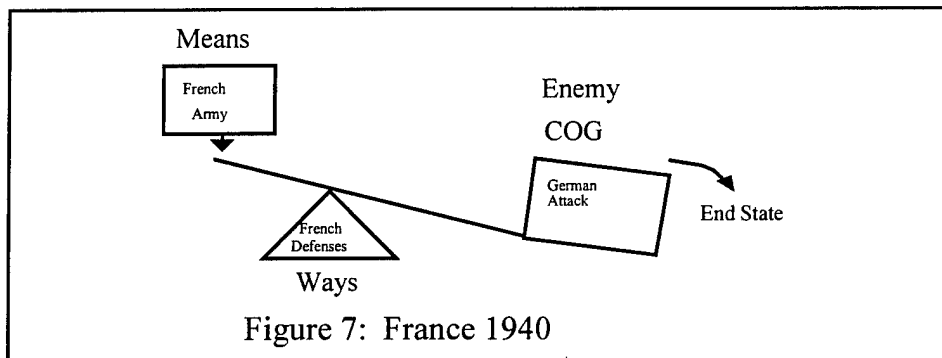 Means
French
Army
Enemy
COG
German
Attack
End State
French
Defenses
Ways
Figure 7: France 1940